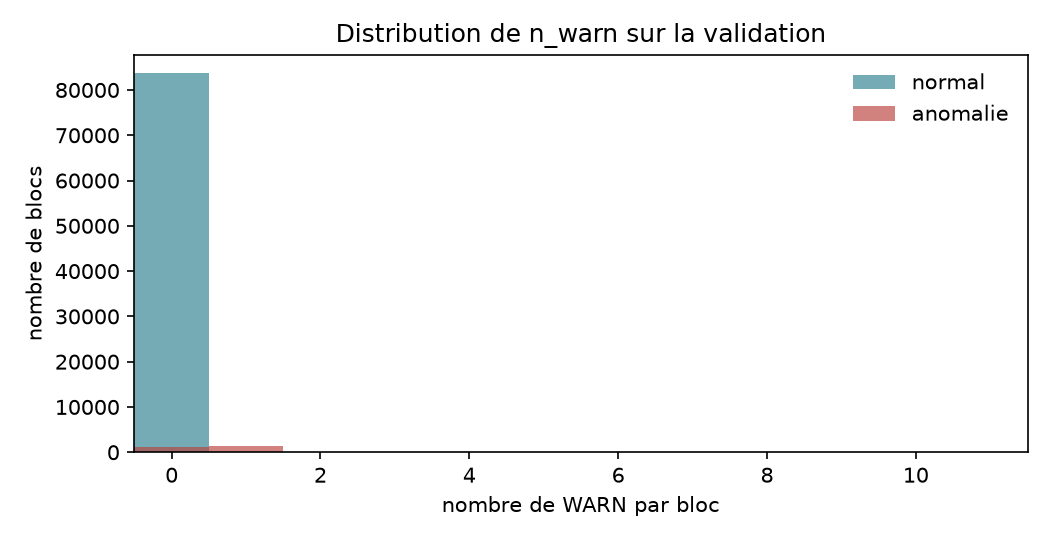 Distribution de n_warn sur la validation
normal
anomalie
nombre de blocs
80000
70000
60000
50000
40000
30000
20000
10000
0
0 2 4 6 8 10
nombre de WARN par bloc